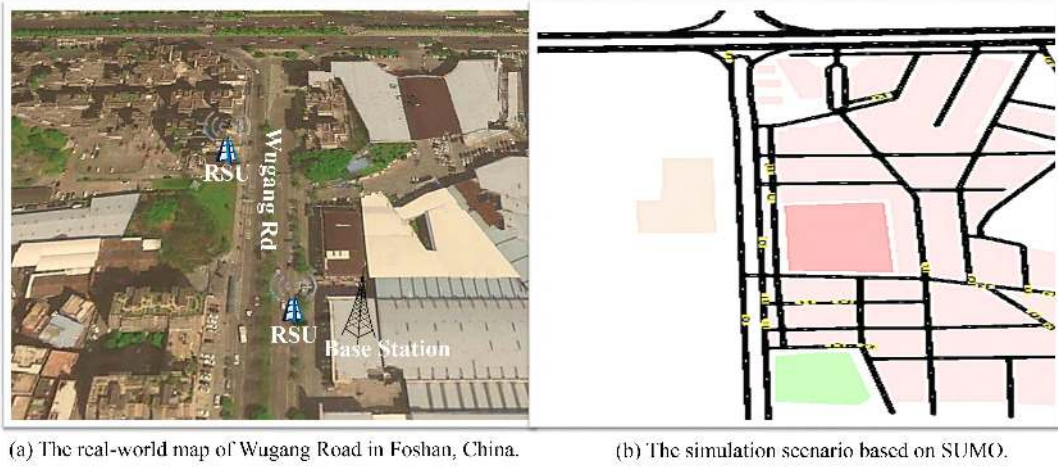 RSU
Wugang Rd
RSU
Base Station
(a) The real-world map of Wugang Road in Foshan, China.
(b) The simulation scenario based on SUMO.